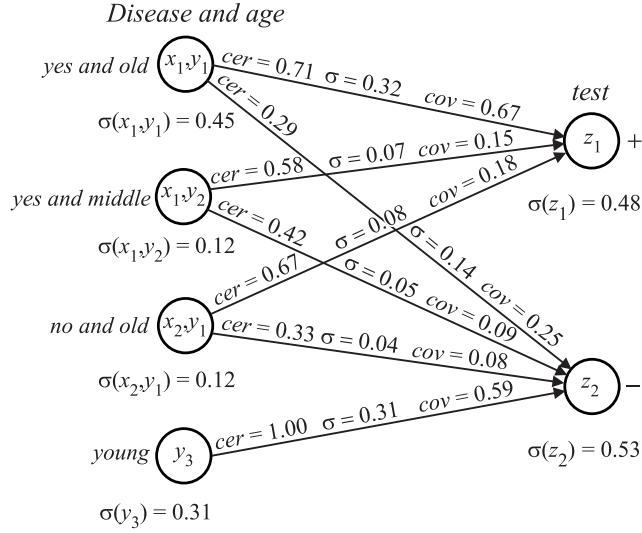 Disease and age
yes and old
x₁,y₁
σ(x₁,y₁) = 0.45
cer = 0.71 σ = 0.32 cov = 0.67
cer = 0.29 σ = 0.14 cov = 0.25
test
z₁ +
σ(z₁) = 0.48
yes and middle
x₁,y₂
σ(x₁,y₂) = 0.12
cer = 0.58 σ = 0.07 cov = 0.15
cer = 0.42 σ = 0.05 cov = 0.09
no and old
x₂,y₁
σ(x₂,y₁) = 0.12
cer = 0.67 σ = 0.08 cov = 0.18
cer = 0.33 σ = 0.04 cov = 0.08
z₂ −
σ(z₂) = 0.53
young
y₃
σ(y₃) = 0.31
cer = 1.00 σ = 0.31 cov = 0.59